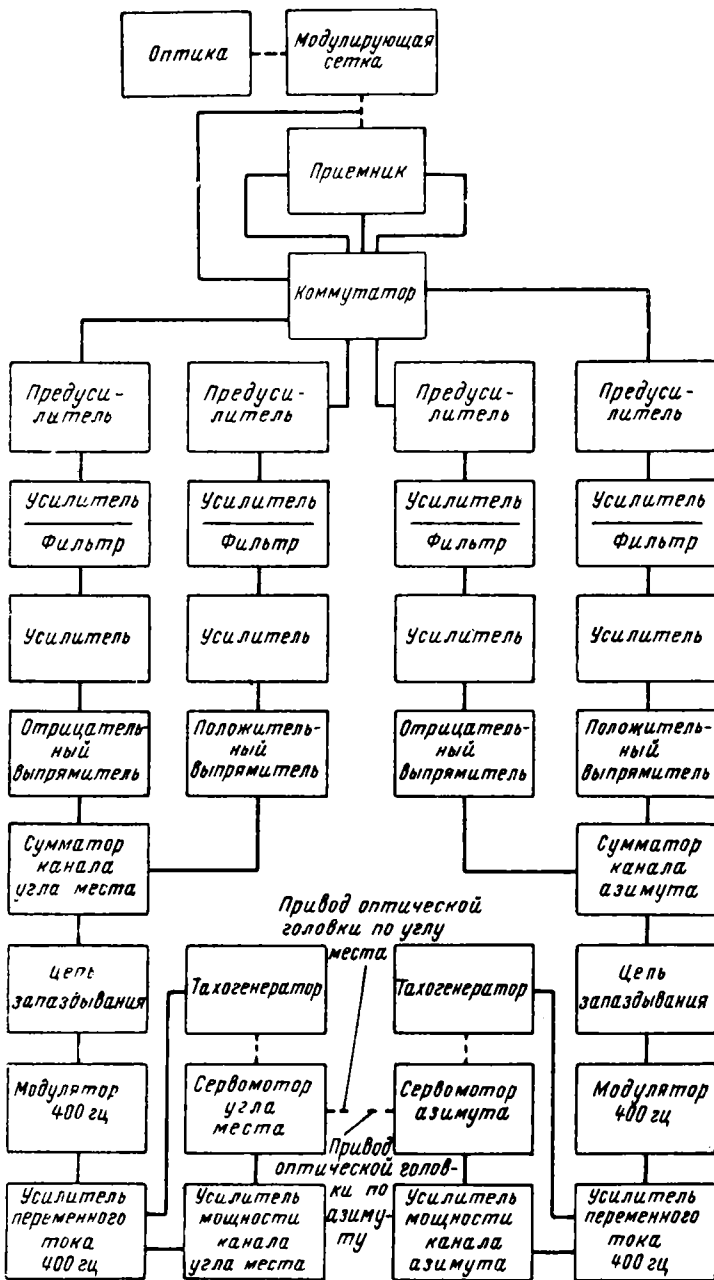 Оптика
Модулирующая
сетка
Приемник
Коммутатор
Предуси-
литель
Предуси-
литель
Предуси-
литель
Предуси-
литель
Усилитель
Фильтр
Усилитель
Фильтр
Усилитель
Фильтр
Усилитель
Фильтр
Усилитель
Усилитель
Усилитель
Усилитель
Отрицатель-
ный
выпрямитель
Положитель-
ный
выпрямитель
Отрицатель-
ный
выпрямитель
Положитель-
ный
выпрямитель
Сумматор
канала
угла места
Сумматор
канала
азимута
Привод оптической
головки по углу
места
Цепь
запаздывания
Тахогенератор
Тахогенератор
Цепь
запаздывания
Модулятор
400 гц
Сервомотор
угла
места
Сервомотор
азимута
Модулятор
400 гц
Привод
оптической голов-
ки по
азиму-
ту
Усилитель
переменного
тока
400 гц
Усилитель
мощности
канала
угла места
Усилитель
мощности
канала
азимута
Усилитель
переменного
тока
400 гц